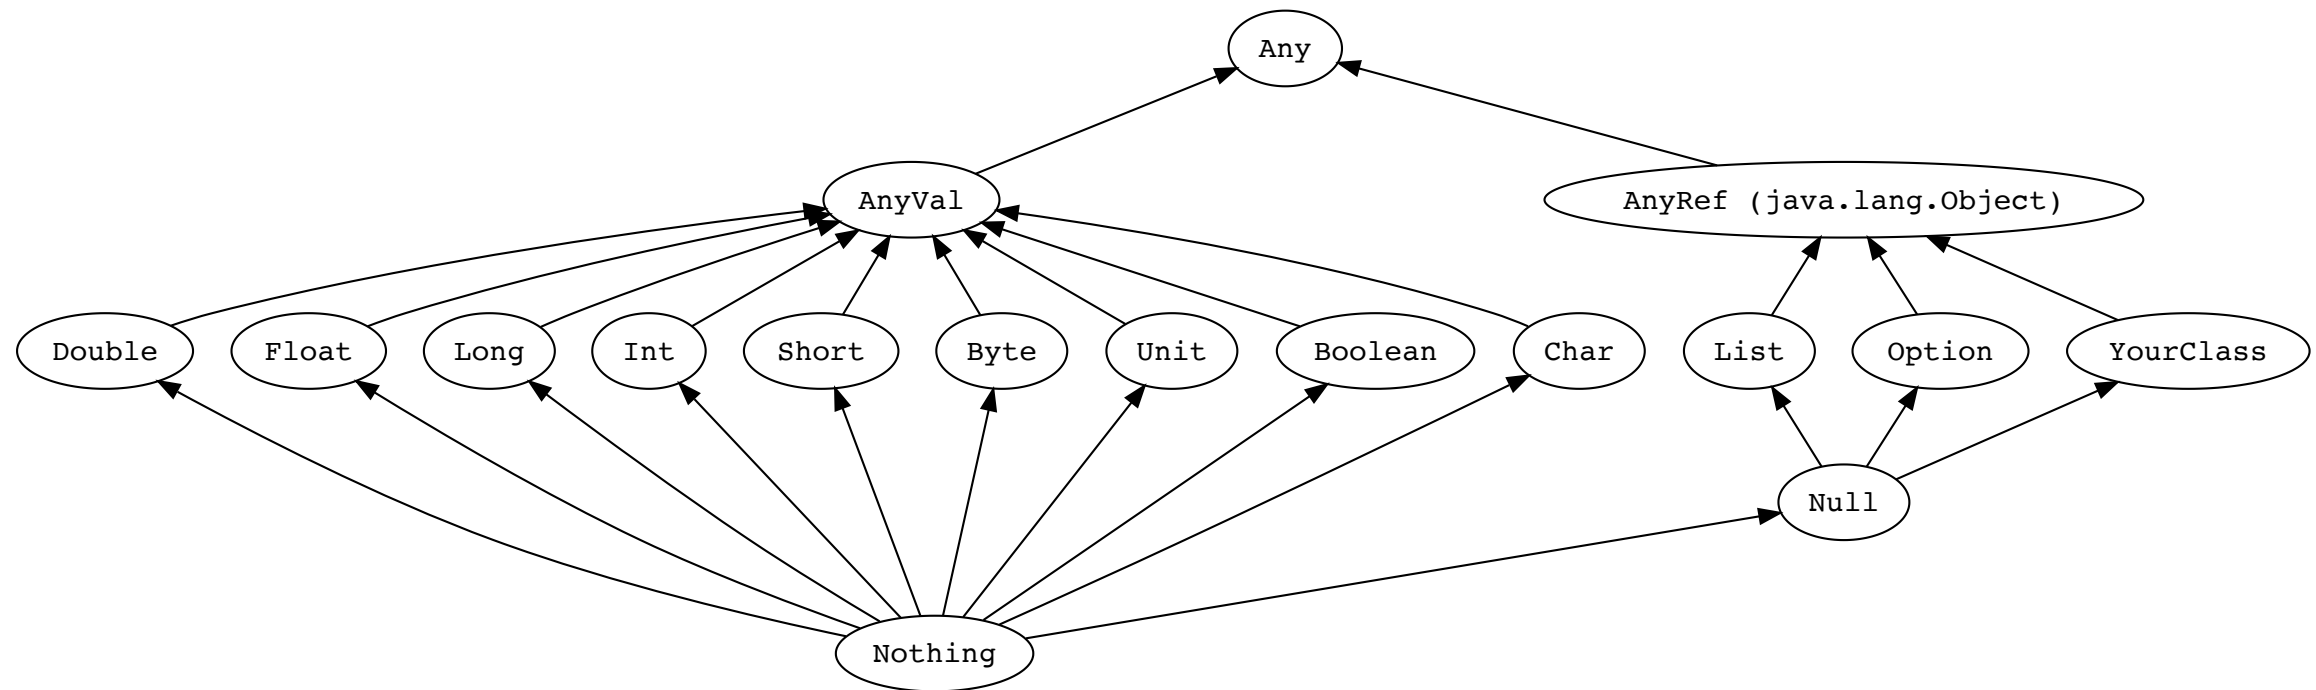 Any
AnyVal
AnyRef (java.lang.Object)
Double
Float
Long
Int
Short
Byte
Unit
Boolean
Char
List
Option
YourClass
Null
Nothing